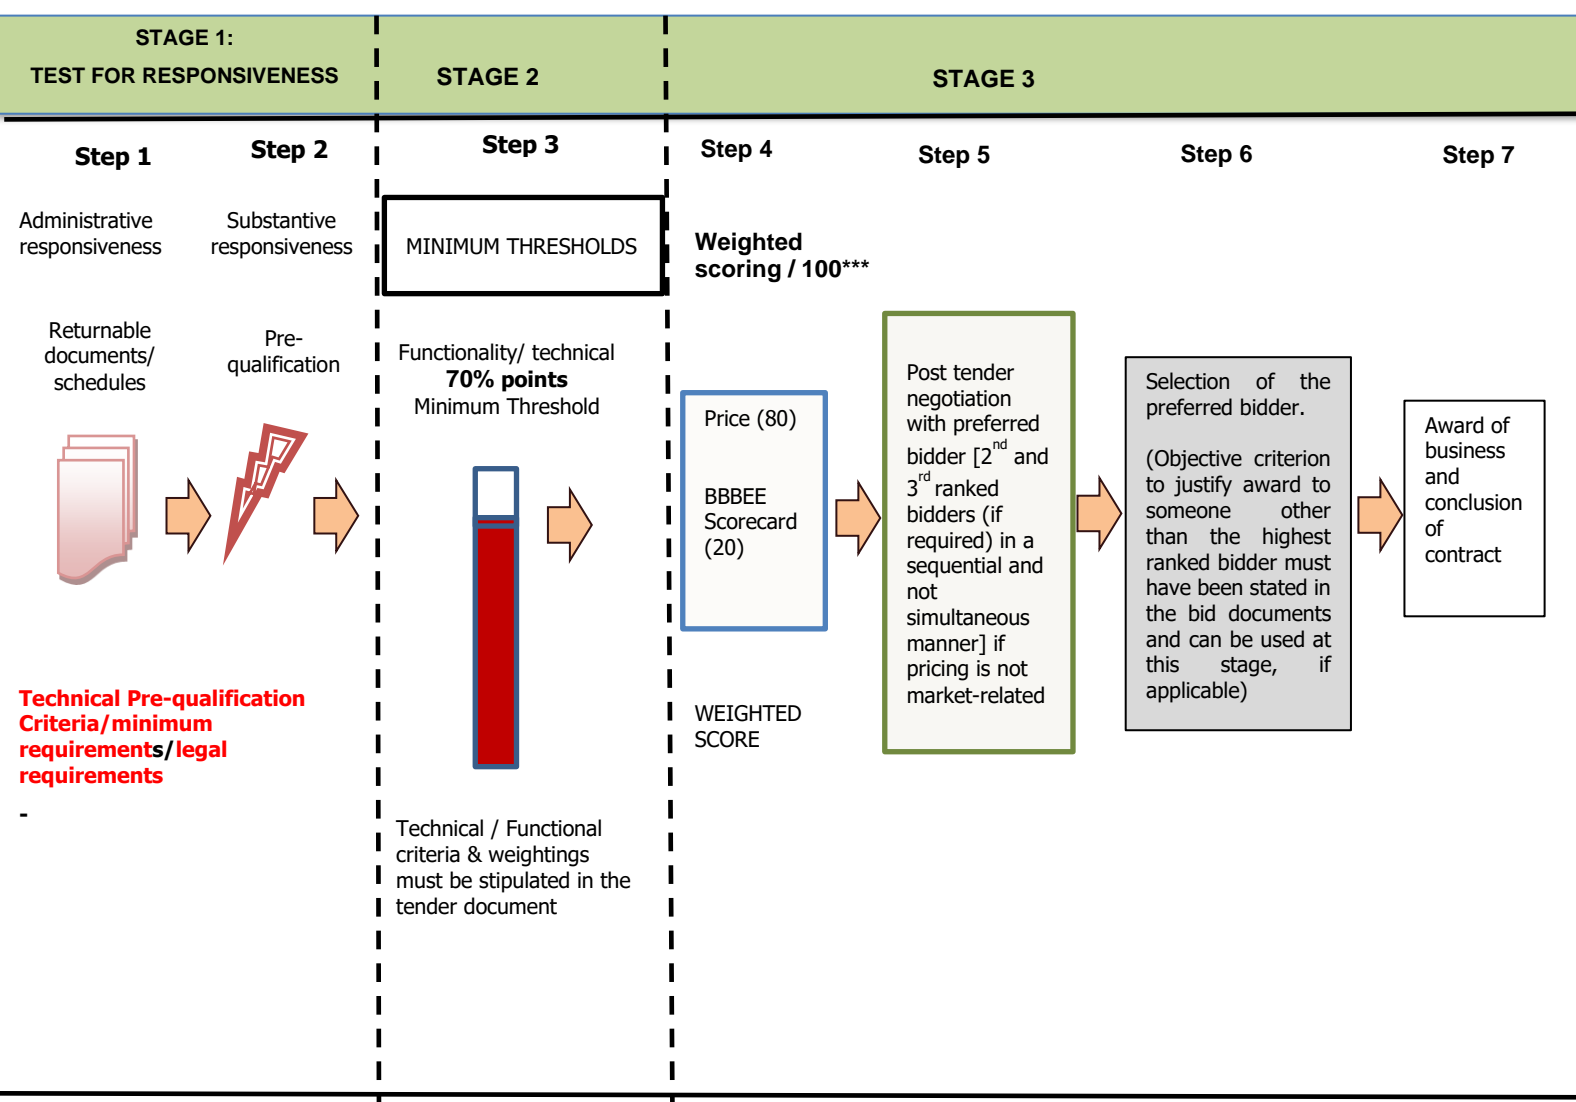 STAGE 1:
TEST FOR RESPONSIVENESS
STAGE 2
STAGE 3
Step 1
Step 2
Step 3
Step 4
Step 5
Step 6
Step 7
Administrative
responsiveness
Substantive
responsiveness
MINIMUM THRESHOLDS
Weighted
scoring / 100***
Returnable
documents/
schedules
Pre-
qualification
Functionality/ technical
70% points
Minimum Threshold
Price (80)
BBBEE
Scorecard
(20)
Post tender
negotiation
with preferred
bidder [2nd and
3rd ranked
bidders (if
required) in a
sequential and
not
simultaneous
manner] if
pricing is not
market-related
Selection of the
preferred bidder.
(Objective criterion
to justify award to
someone other
than the highest
ranked bidder must
have been stated in
the bid documents
and can be used at
this stage, if
applicable)
Award of
business
and
conclusion
of
contract
Technical Pre-qualification
Criteria/minimum
requirements/legal
requirements
-
WEIGHTED
SCORE
Technical / Functional
criteria & weightings
must be stipulated in the
tender document